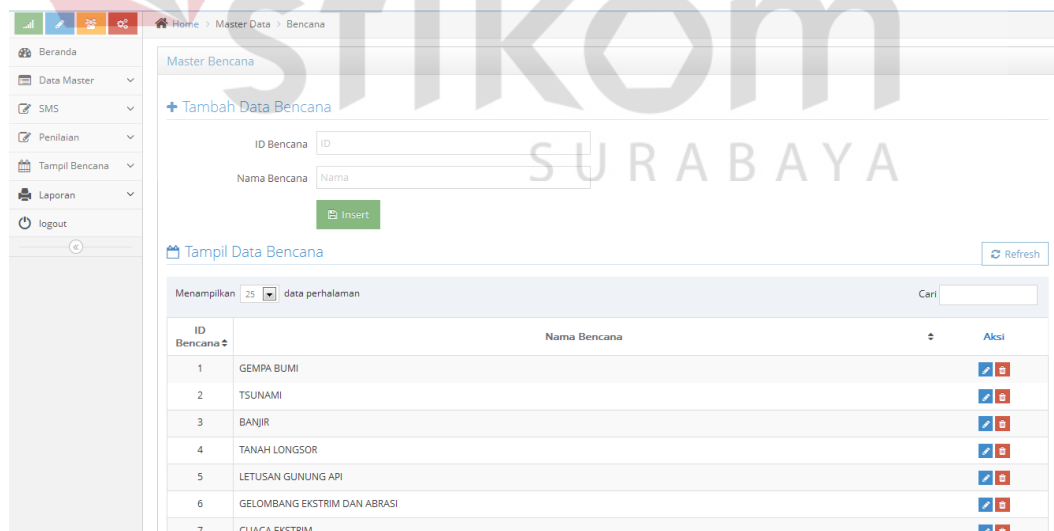 STIKOM
SURABAYA
Home > Master Data > Bencana
Beranda
Data Master
SMS
Penilaian
Tampil Bencana
Laporan
logout
Master Bencana
Tambah Data Bencana
ID Bencana ID
Nama Bencana Nama
Insert
Tampil Data Bencana
Refresh
Menampilkan 25 data perhalaman
Cari
ID Bencana Nama Bencana Aksi
1 GEMPA BUMI
2 TSUNAMI
3 BANJIR
4 TANAH LONGSOR
5 LETUSAN GUNUNG API
6 GELOMBANG EKSTRIM DAN ABRASI
7 CUACA EKSTRIM